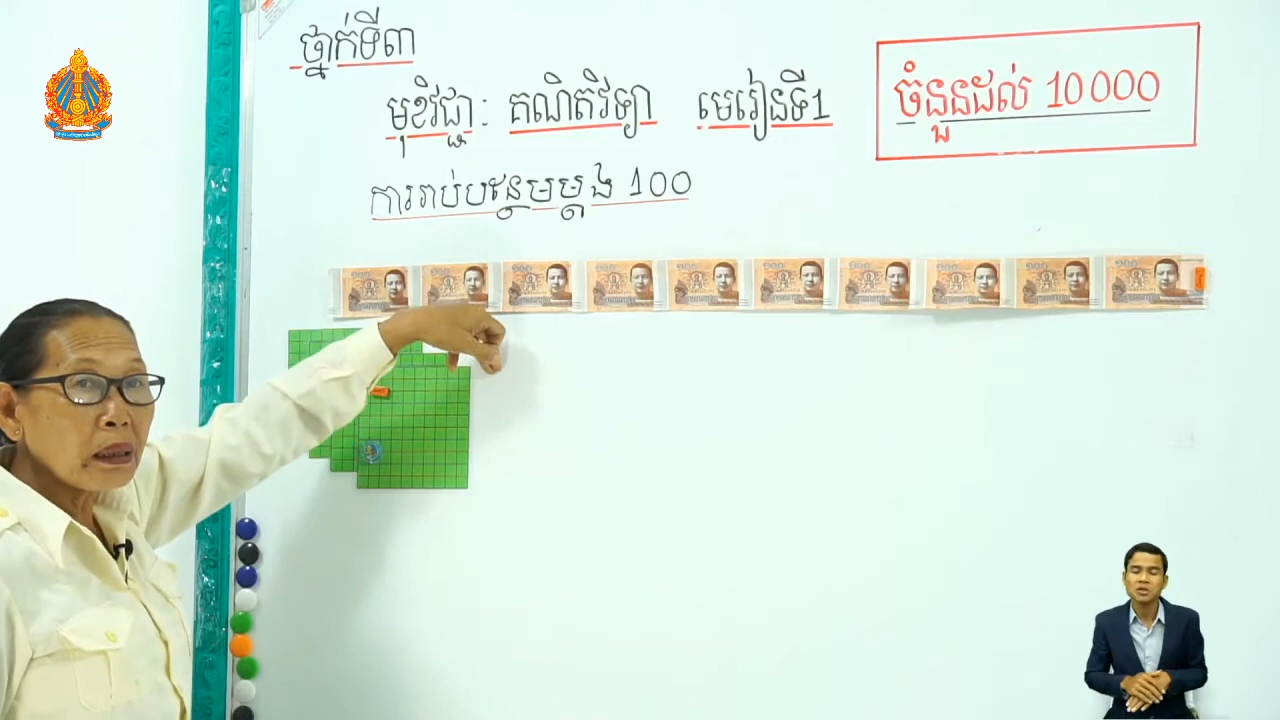 ថ្នាក់ទី៣
មុខវិជ្ជា: គណិតវិទ្យា មេរៀនទី1
ចំនួនដល់ 10000
ការរាប់បន្ថែមម្តង 100